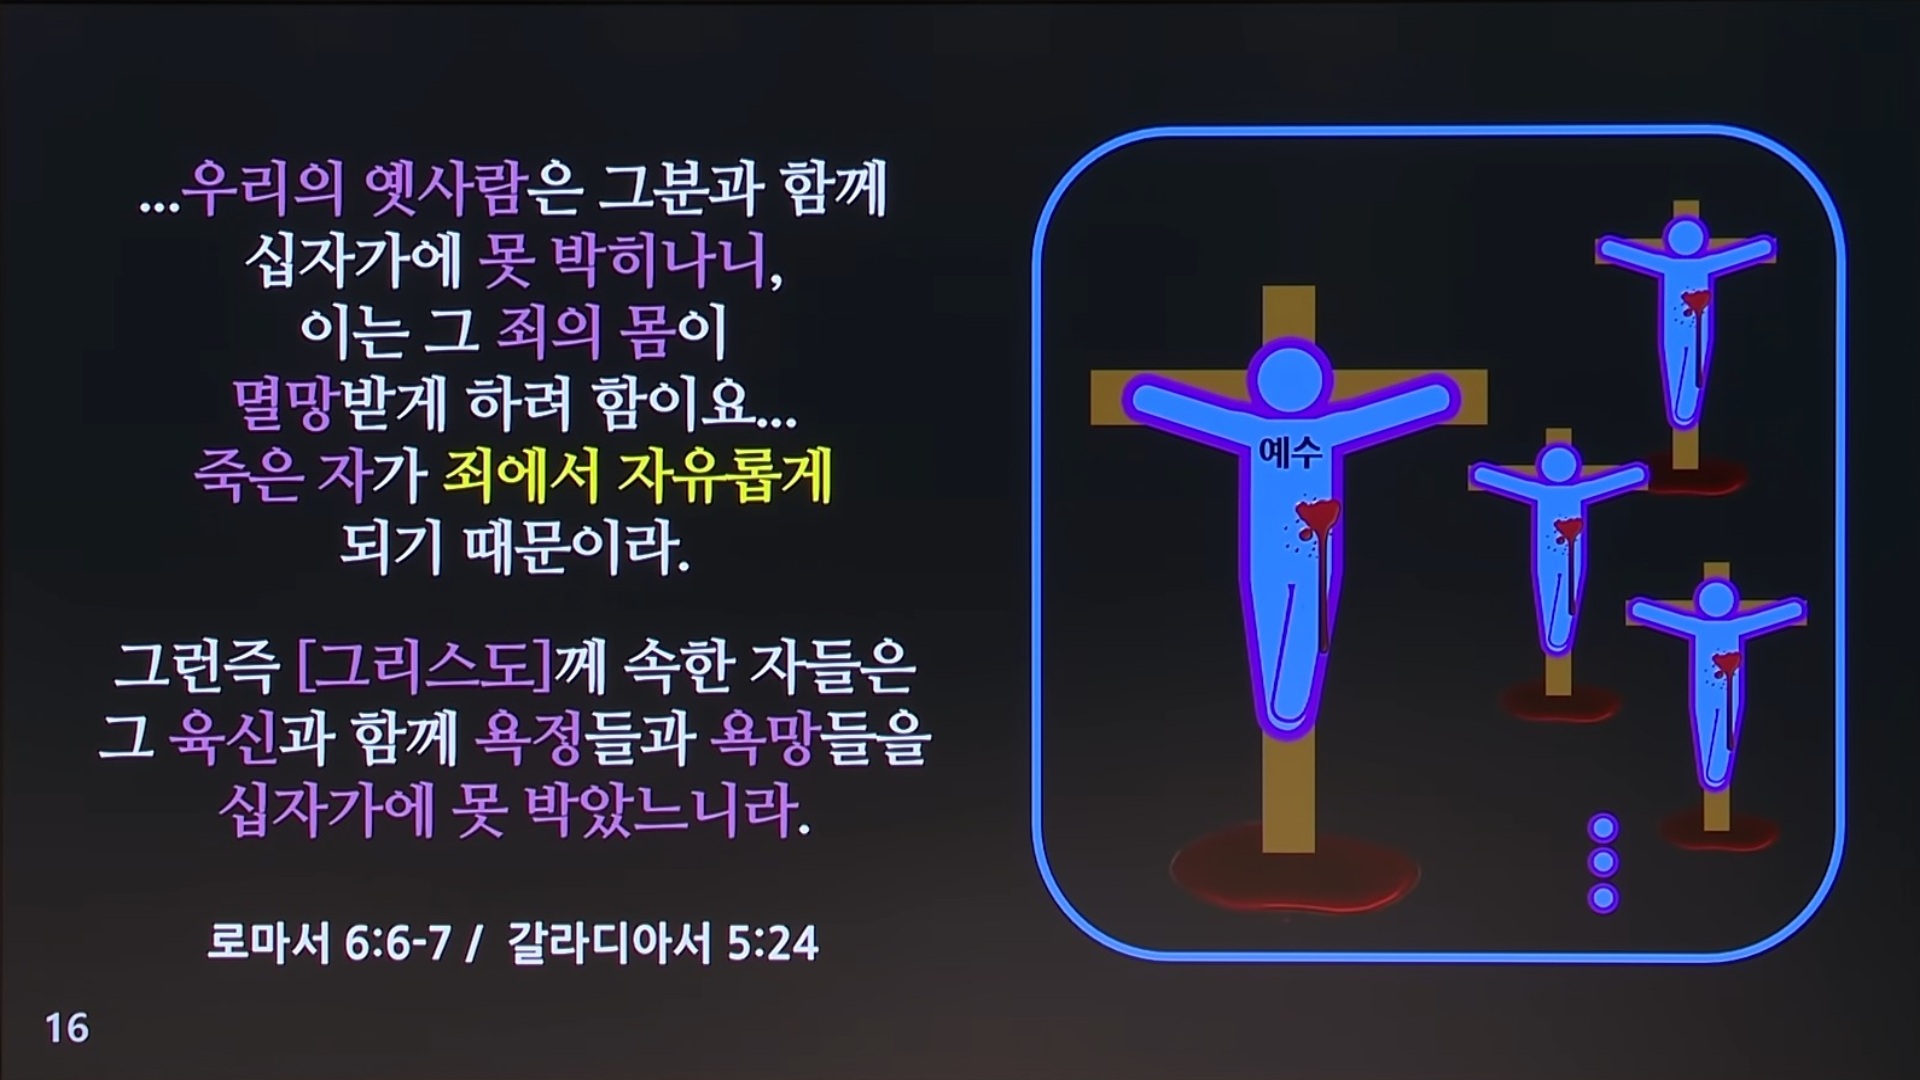 ...우리의 옛사람은 그분과 함께
십자가에 못 박히나니,
이는 그 죄의 몸이
멸망받게 하려 함이요...
죽은 자가 죄에서 자유롭게
되기 때문이라.
그런즉 [그리스도]께 속한 자들은
그 육신과 함께 욕정들과 욕망들을
십자가에 못 박았느니라.
로마서 6:6-7 / 갈라디아서 5:24
16
예수